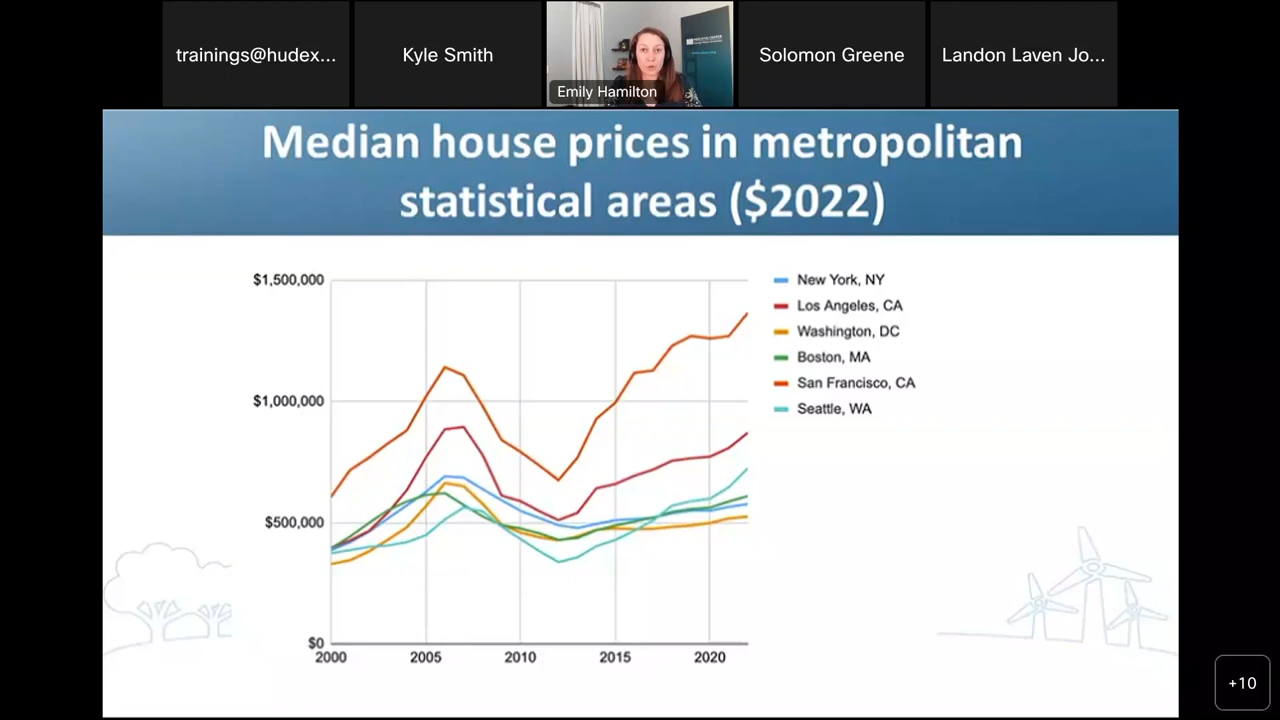 trainings@hudex...
Kyle Smith
Emily Hamilton
Solomon Greene
Landon Laven Jo...
Median house prices in metropolitan
statistical areas ($2022)
$1,500,000
$1,000,000
$500,000
$0
2000
2005
2010
2015
2020
New York, NY
Los Angeles, CA
Washington, DC
Boston, MA
San Francisco, CA
Seattle, WA
+10